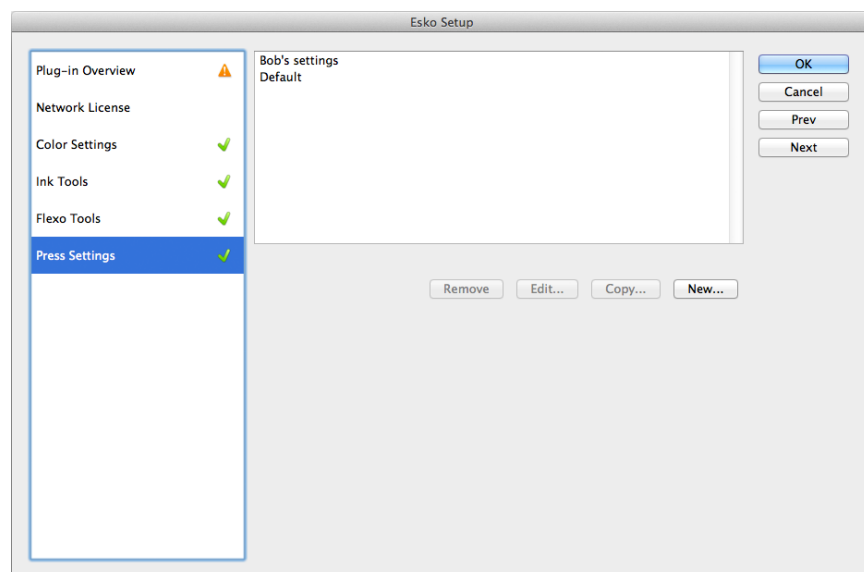 Esko Setup
Plug-in Overview
Network License
Color Settings
Ink Tools
Flexo Tools
Press Settings
Bob's settings
Default
Remove
Edit...
Copy...
New...
OK
Cancel
Prev
Next